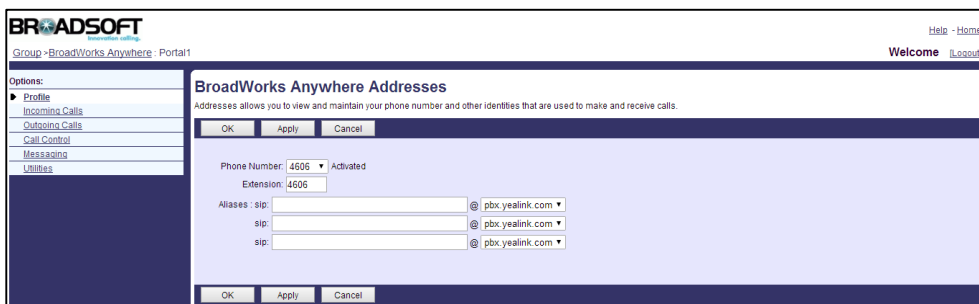 BROADSOFT
innovation calling.
Help - Home
Group >BroadWorks Anywhere : Portal1
Welcome [Logout
Options:
Profile
Incoming Calls
Outgoing Calls
Call Control
Messaging
Utilities
BroadWorks Anywhere Addresses
Addresses allows you to view and maintain your phone number and other identities that are used to make and receive calls.
OK Apply Cancel
Phone Number: 4606 Activated
Extension: 4606
Aliases : sip: @ pbx.yealink.com
sip: @ pbx.yealink.com
sip: @ pbx.yealink.com
OK Apply Cancel